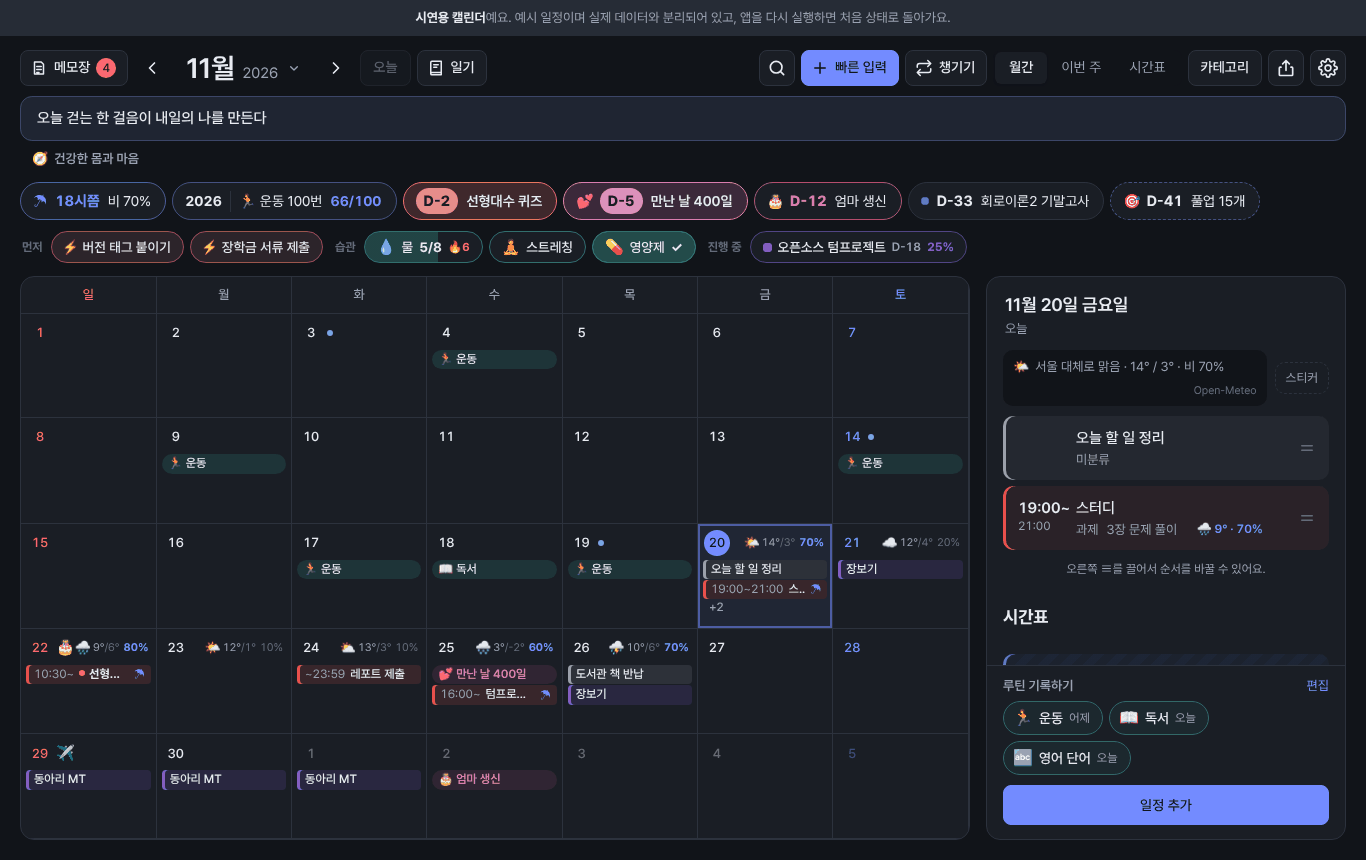 시연용 캘린더예요. 예시 일정이며 실제 데이터와 분리되어 있고, 앱을 다시 실행하면 처음 상태로 돌아가요.
메모장 4 11월 2026 오늘 일기 빠른 입력 챙기기 월간 이번 주 시간표 카테고리
오늘 걷는 한 걸음이 내일의 나를 만든다
건강한 몸과 마음
18시쯤 비 70% 2026 운동 100번 66/100 D-2 선형대수 퀴즈 D-5 만난 날 400일 D-12 엄마 생신 D-33 회로이론2 기말고사 D-41 풀업 15개
먼저 버전 태그 붙이기 장학금 서류 제출 습관 물 5/8 6 스트레칭 영양제 진행 중 오픈소스 텀프로젝트 D-18 25%
일 월 화 수 목 금 토
1 2 3 4 5 6 7
운동
8 9 10 11 12 13 14
운동 운동
15 16 17 18 19 20 14°/3° 70% 21 12°/4° 20%
운동 독서 운동 오늘 할 일 정리 장보기
19:00~21:00 스..
+2
22 9°/6° 80% 23 12°/1° 10% 24 13°/3° 10% 25 3°/-2° 60% 26 10°/6° 70% 27 28
10:30~ 선형... ~23:59 레포트 제출 만난 날 400일 도서관 책 반납
16:00~ 텀프로... 장보기
29 30 1 2 3 4 5
동아리 MT 동아리 MT 동아리 MT 엄마 생신
11월 20일 금요일
오늘
서울 대체로 맑음 · 14° / 3° · 비 70%
Open-Meteo
스티커
오늘 할 일 정리
미분류
19:00~ 스터디
21:00 과제 3장 문제 풀이 9° · 70%
오른쪽 ≡를 끌어서 순서를 바꿀 수 있어요.
시간표
루틴 기록하기 편집
운동 어제 독서 오늘
abc 영어 단어 오늘
일정 추가